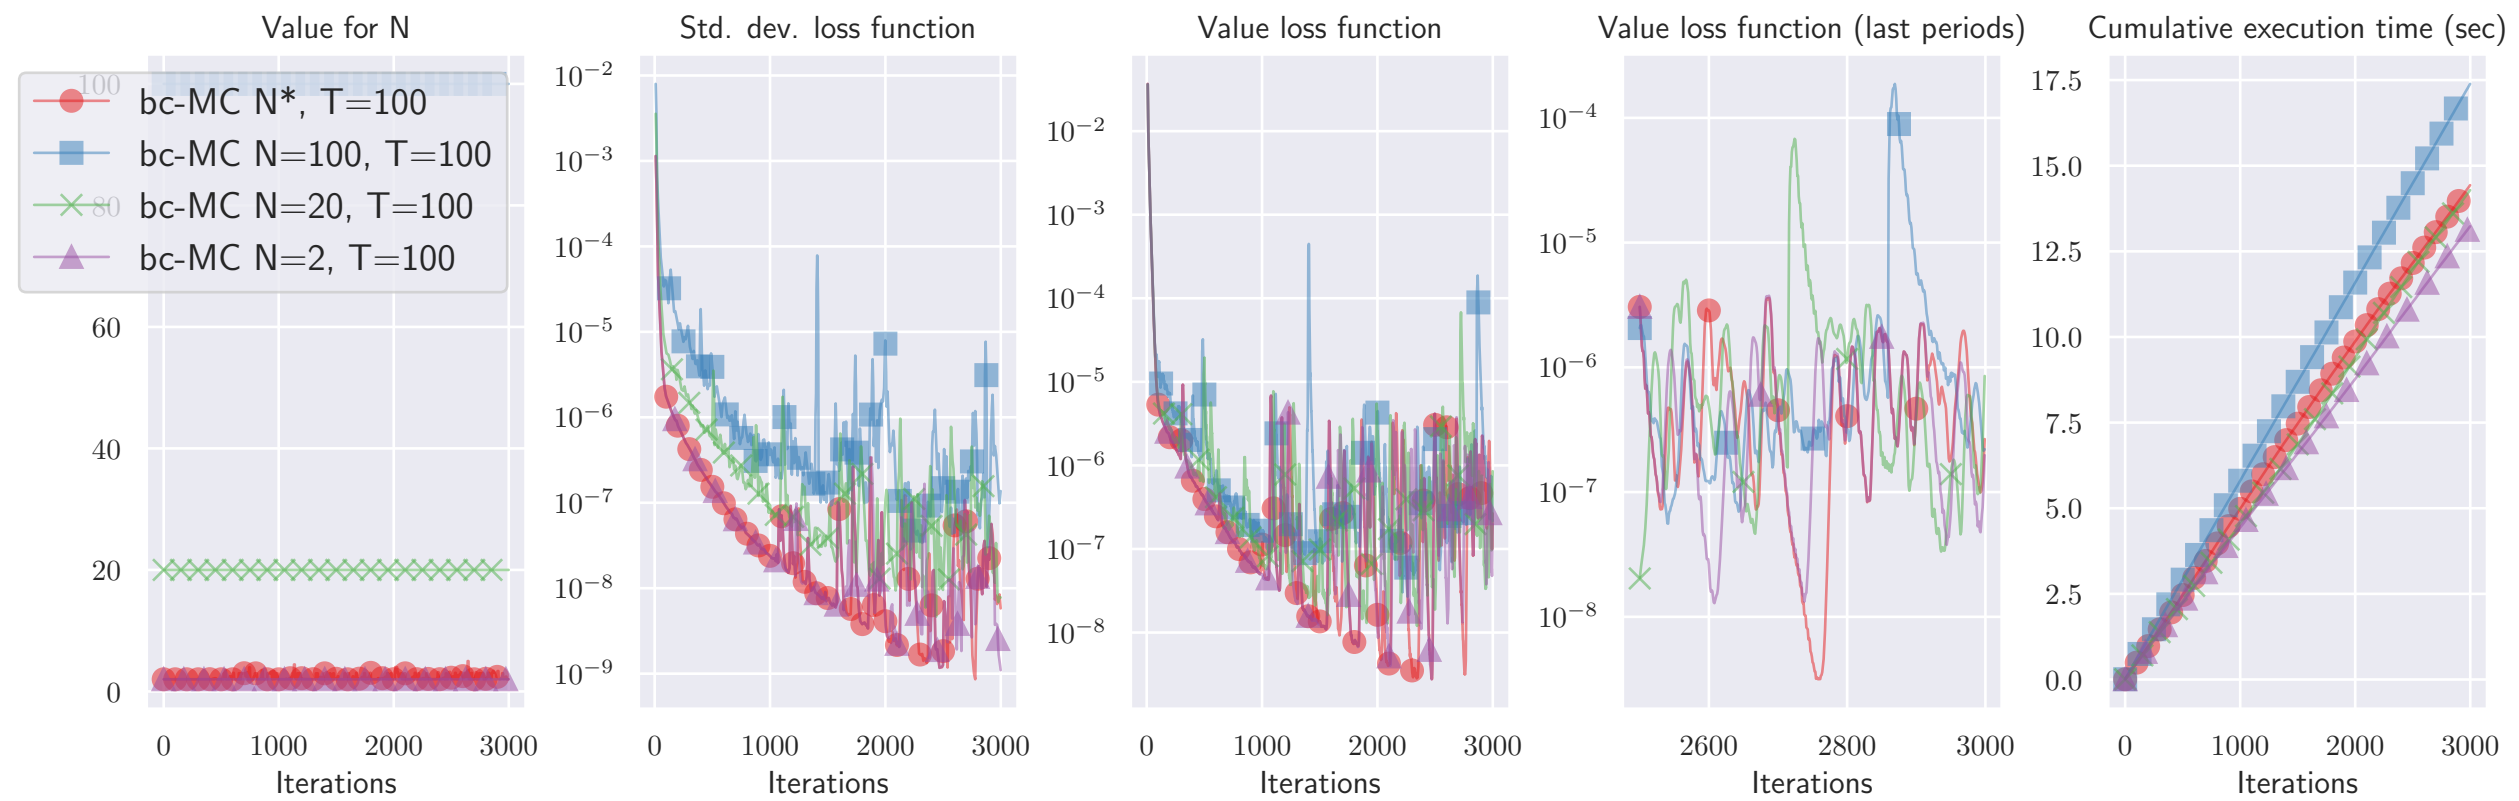 Value for N
100
80
60
40
20
0
0 1000 2000 3000
Iterations
bc-MC N*, T=100
bc-MC N=100, T=100
bc-MC N=20, T=100
bc-MC N=2, T=100
Std. dev. loss function
10⁻²
10⁻³
10⁻⁴
10⁻⁵
10⁻⁶
10⁻⁷
10⁻⁸
10⁻⁹
0 1000 2000 3000
Iterations
Value loss function
10⁻²
10⁻³
10⁻⁴
10⁻⁵
10⁻⁶
10⁻⁷
10⁻⁸
0 1000 2000 3000
Iterations
Value loss function (last periods)
10⁻⁴
10⁻⁵
10⁻⁶
10⁻⁷
10⁻⁸
2600 2800 3000
Iterations
Cumulative execution time (sec)
17.5
15.0
12.5
10.0
7.5
5.0
2.5
0.0
0 1000 2000 3000
Iterations